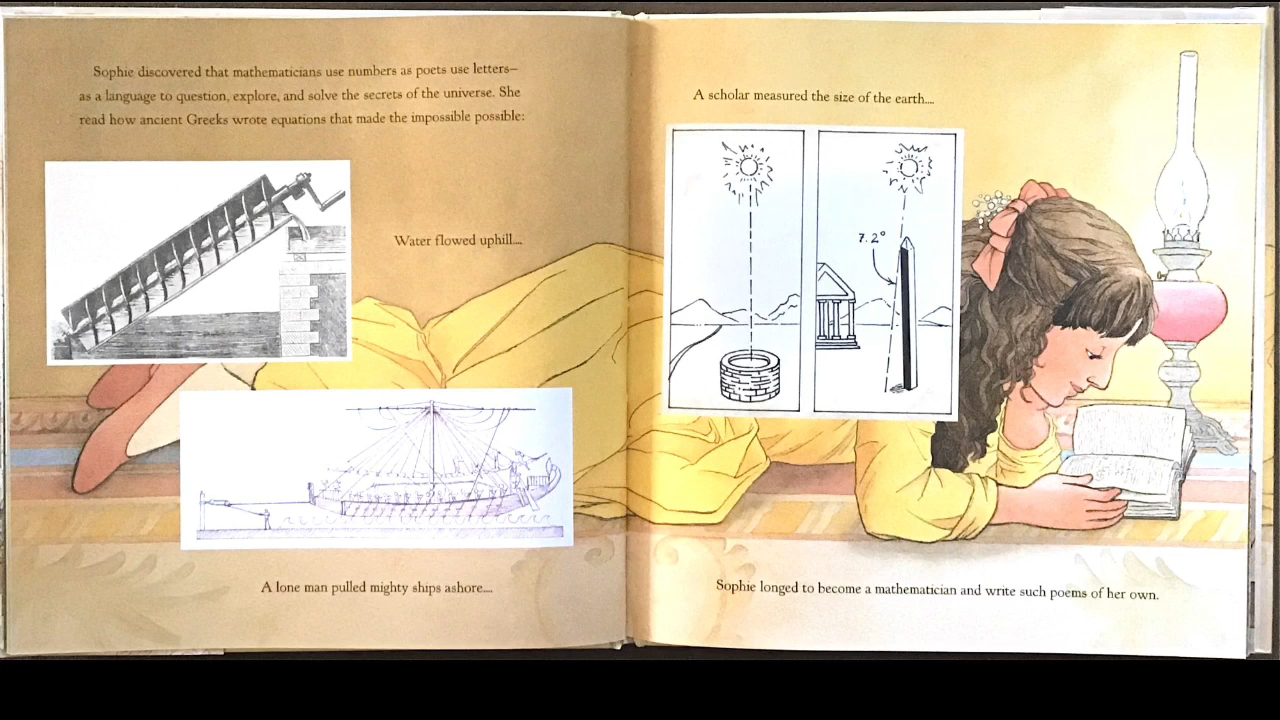 Sophie discovered that mathematicians use numbers as poets use letters—
as a language to question, explore, and solve the secrets of the universe. She
read how ancient Greeks wrote equations that made the impossible possible:
Water flowed uphill....
A lone man pulled mighty ships ashore....
A scholar measured the size of the earth....
7.2°
Sophie longed to become a mathematician and write such poems of her own.